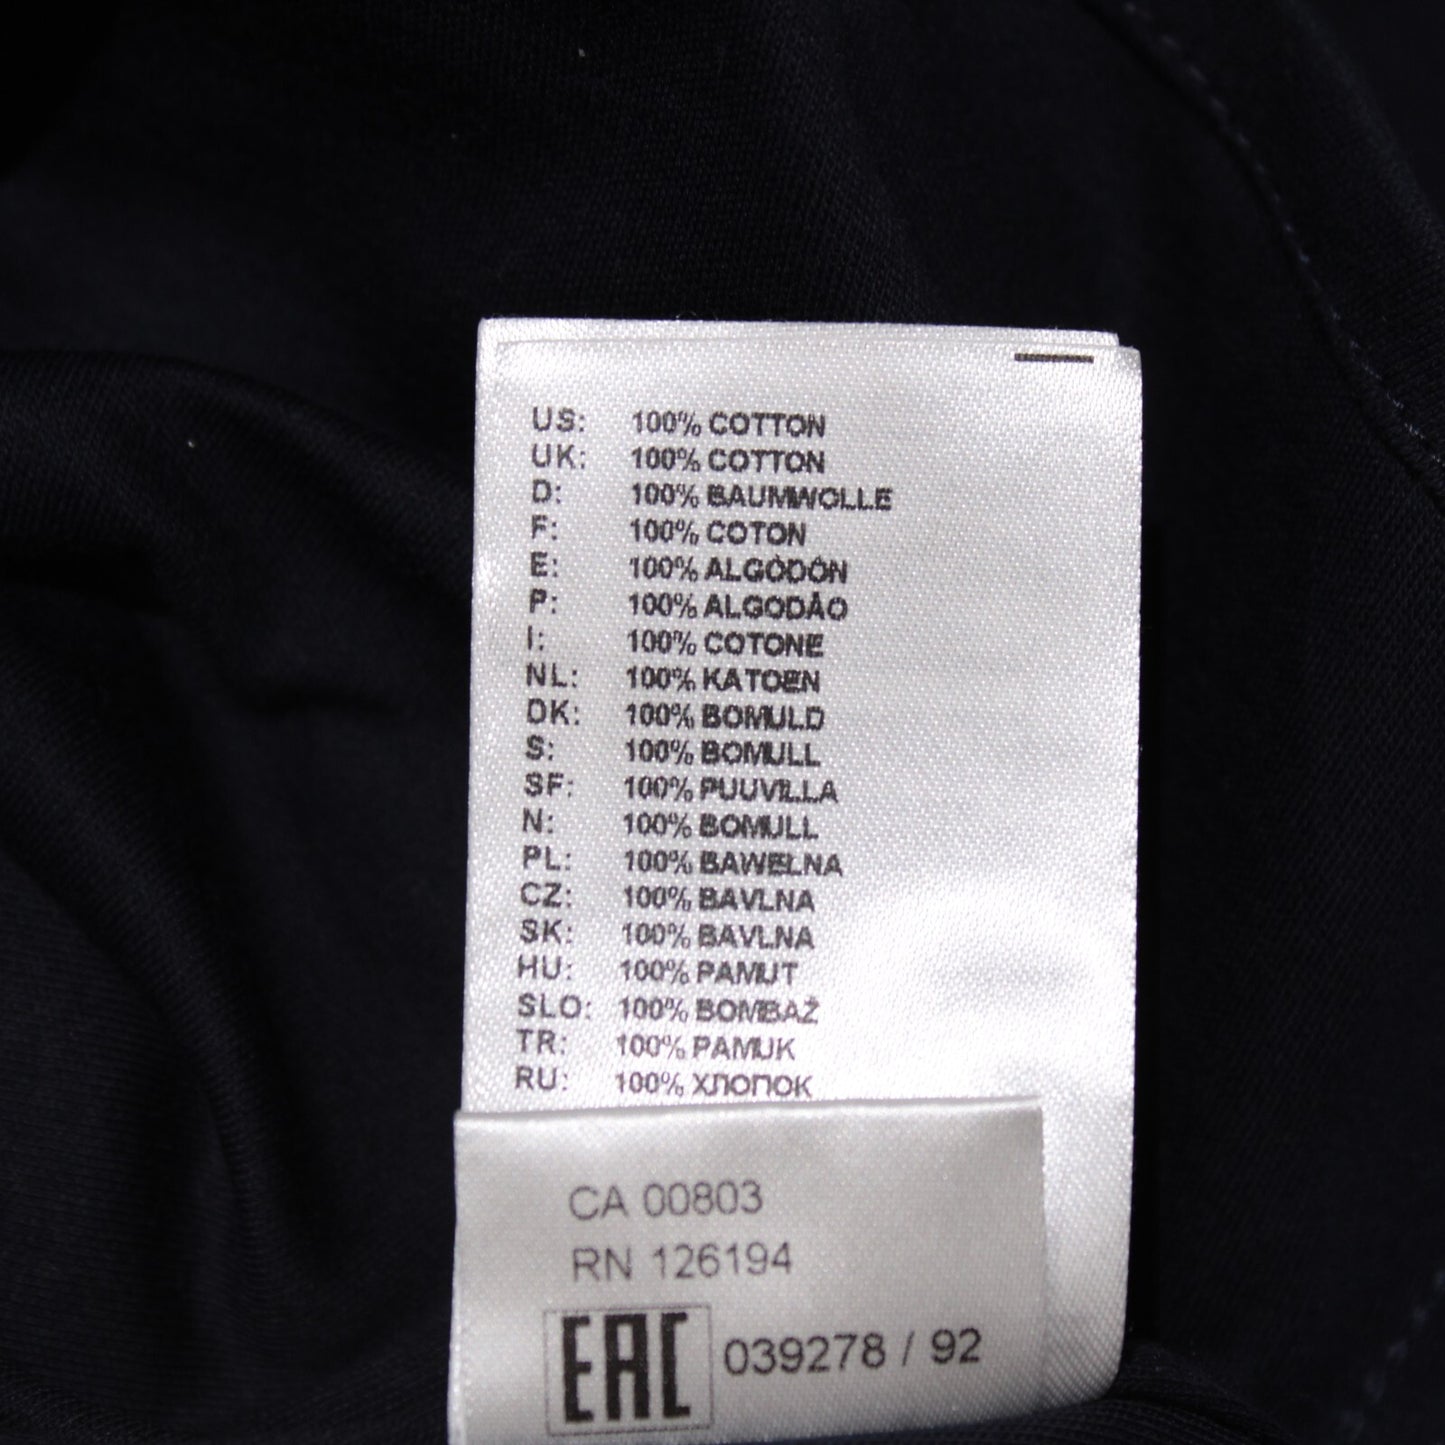 US: 100% COTTON
UK: 100% COTTON
D: 100% BAUMWOLLE
F: 100% COTON
E: 100% ALGODÓN
P: 100% ALGODÃO
I: 100% COTONE
NL: 100% KATOEN
DK: 100% BOMULD
S: 100% BOMULL
SF: 100% PUUVILLA
N: 100% BOMULL
PL: 100% BAWEŁNA
CZ: 100% BAVLNA
SK: 100% BAVLNA
HU: 100% PAMUT
SLO: 100% BOMBAŽ
TR: 100% PAMUK
RU: 100% ХЛОПОК
CA 00803
RN 126194
EAC 039278 / 92